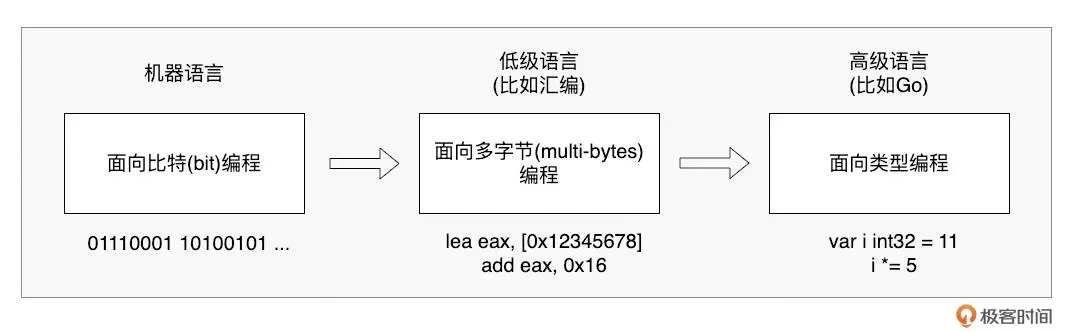 机器语言
面向比特(bit)编程
01110001 10100101 ...
低级语言
(比如汇编)
面向多字节(multi-bytes)
编程
lea eax, [0x12345678]
add eax, 0x16
高级语言
(比如Go)
面向类型编程
var i int32 = 11
i *= 5
极客时间